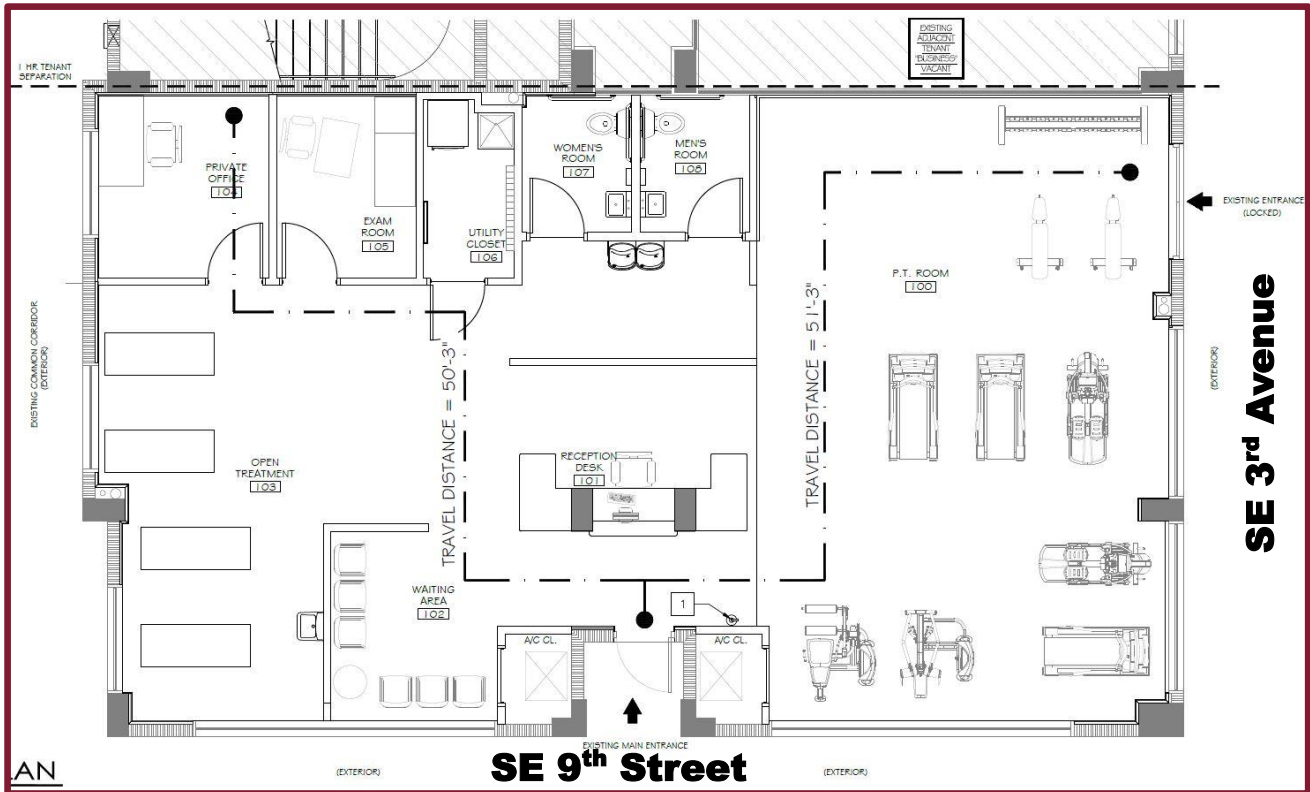 1 HR TENANT
SEPARATION
EXISTING
ADJACENT
TENANT
"BUSINESS"
VACANT
PRIVATE
OFFICE
104
EXAM
ROOM
105
UTILITY
CLOSET
106
WOMEN'S
ROOM
107
MEN'S
ROOM
108
EXISTING ENTRANCE
(LOCKED)
P.T. ROOM
100
EXISTING COMMON CORRIDOR
(EXTERIOR)
TRAVEL DISTANCE = 50'-3"
TRAVEL DISTANCE = 51'-3"
(EXTERIOR)
SE 3rd Avenue
OPEN
TREATMENT
103
RECEPTION
DESK
101
WAITING
AREA
102
1
A/C CL.
A/C CL.
EXISTING MAIN ENTRANCE
SE 9th Street
(EXTERIOR)
(EXTERIOR)
LAN